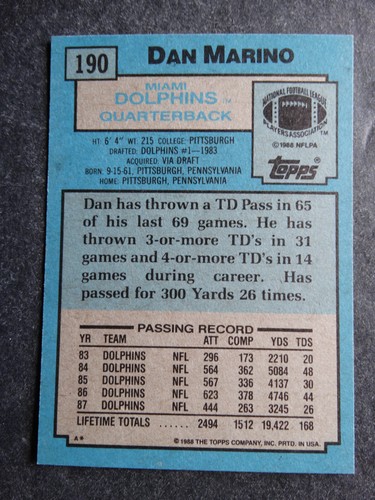 190
DAN MARINO
MIAMI
DOLPHINS TM
QUARTERBACK
NATIONAL FOOTBALL LEAGUE
PLAYERS ASSOCIATION
©1988 NFLPA
topps
HT: 6' 4" WT: 215 COLLEGE: PITTSBURGH
DRAFTED: DOLPHINS #1—1983
ACQUIRED: VIA DRAFT
BORN: 9-15-61, PITTSBURGH, PENNSYLVANIA
HOME: PITTSBURGH, PENNSYLVANIA
Dan has thrown a TD Pass in 65
of his last 69 games. He has
thrown 3-or-more TD's in 31
games and 4-or-more TD's in 14
games during career. Has
passed for 300 Yards 26 times.
PASSING RECORD
YR TEAM ATT COMP YDS TDS
83 DOLPHINS NFL 296 173 2210 20
84 DOLPHINS NFL 564 362 5084 48
85 DOLPHINS NFL 567 336 4137 30
86 DOLPHINS NFL 623 378 4746 44
87 DOLPHINS NFL 444 263 3245 26
LIFETIME TOTALS ...... 2494 1512 19,422 168
A* ©1988 THE TOPPS COMPANY, INC. PRTD. IN USA.